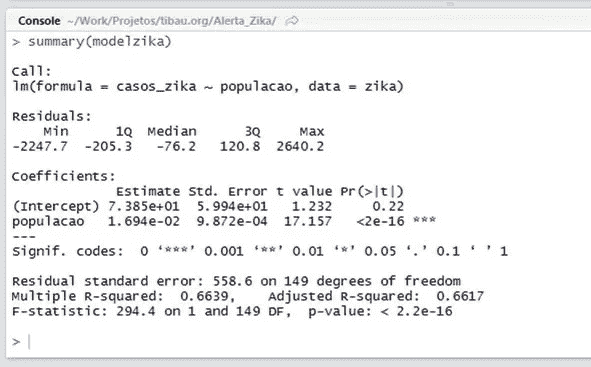 Console ~/Work/Projetos/tibau.org/Alerta_Zika/
> summary(modelzika)
Call:
lm(formula = casos_zika ~ populacao, data = zika)
Residuals:
Min 1Q Median 3Q Max
-2247.7 -205.3 -76.2 120.8 2640.2
Coefficients:
Estimate Std. Error t value Pr(>|t|)
(Intercept) 7.385e+01 5.994e+01 1.232 0.22
populacao 1.694e-02 9.872e-04 17.157 <2e-16 ***
---
Signif. codes: 0 ‘***’ 0.001 ‘**’ 0.01 ‘*’ 0.05 ‘.’ 0.1 ‘ ’ 1
Residual standard error: 558.6 on 149 degrees of freedom
Multiple R-squared: 0.6639, Adjusted R-squared: 0.6617
F-statistic: 294.4 on 1 and 149 DF, p-value: < 2.2e-16
>